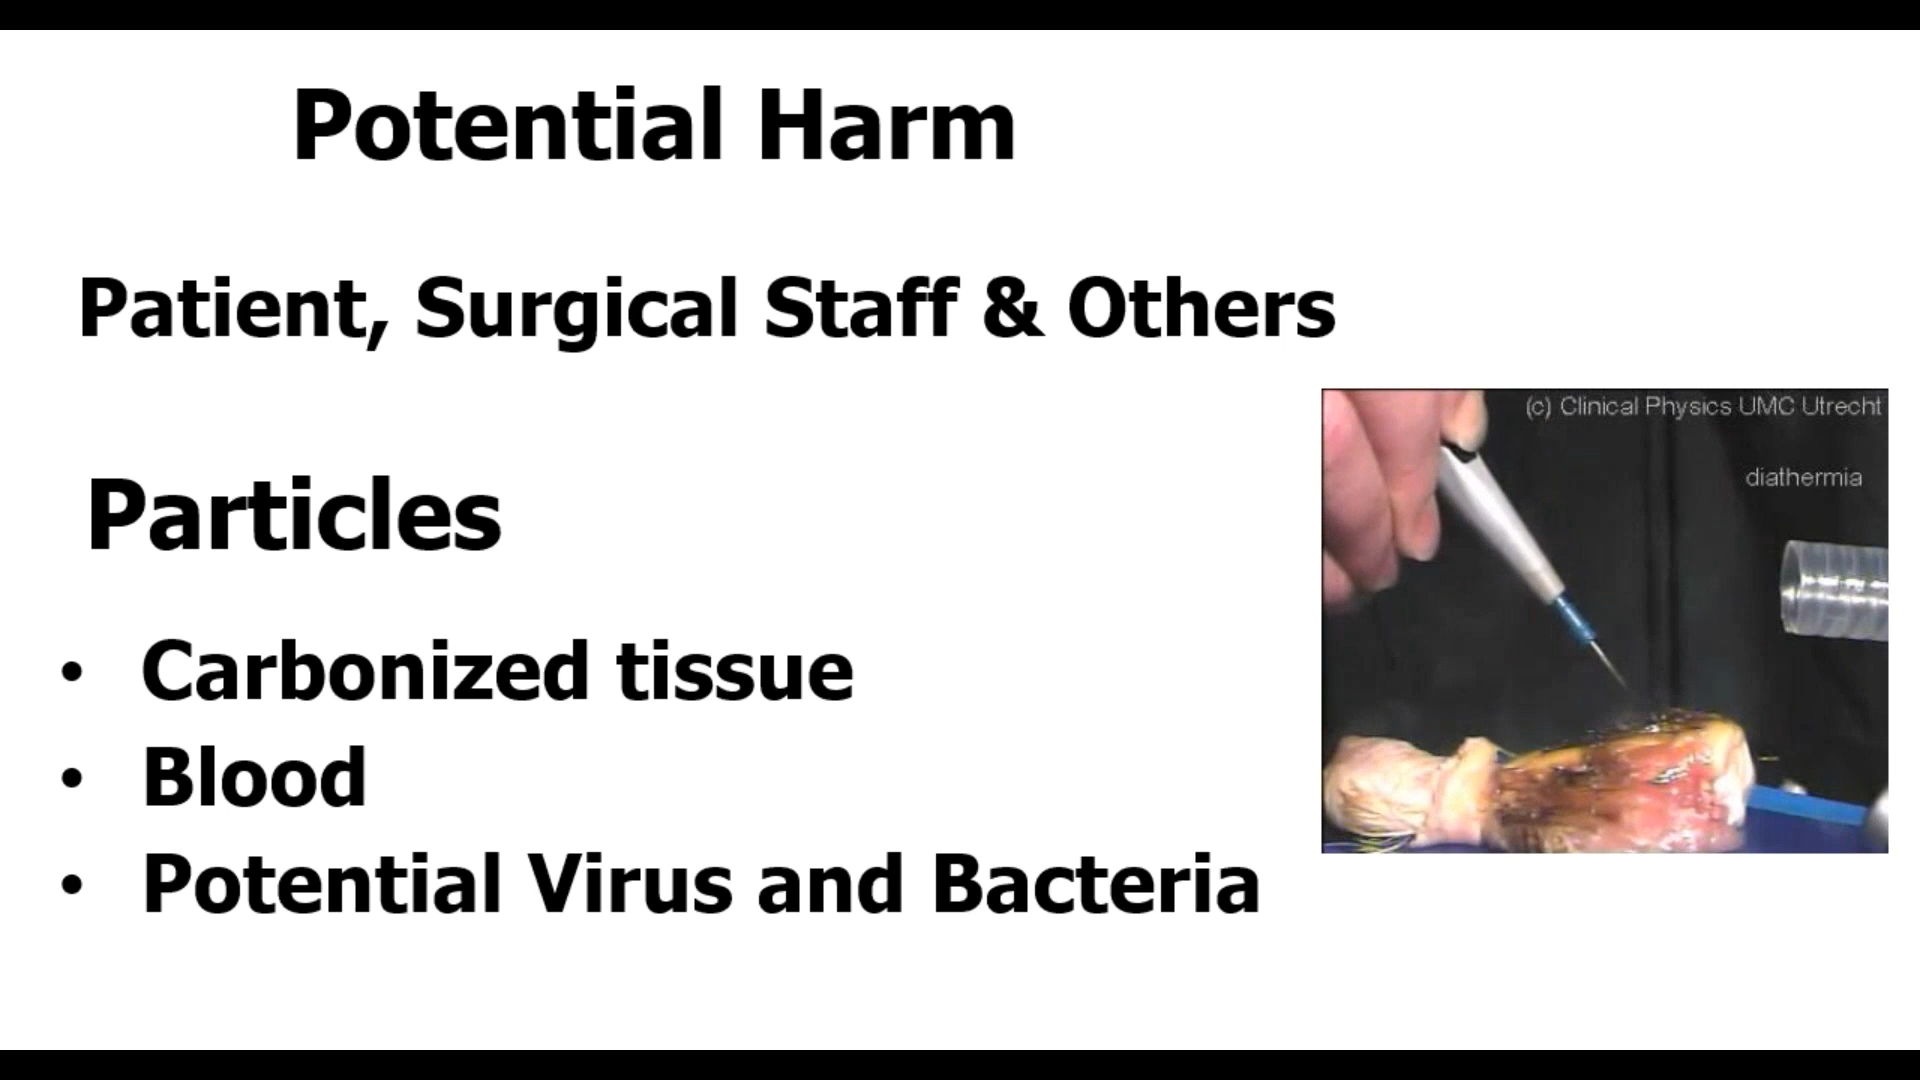 Potential Harm
Patient, Surgical Staff & Others
Particles
• Carbonized tissue
• Blood
• Potential Virus and Bacteria
(c) Clinical Physics UMC Utrecht
diathermia